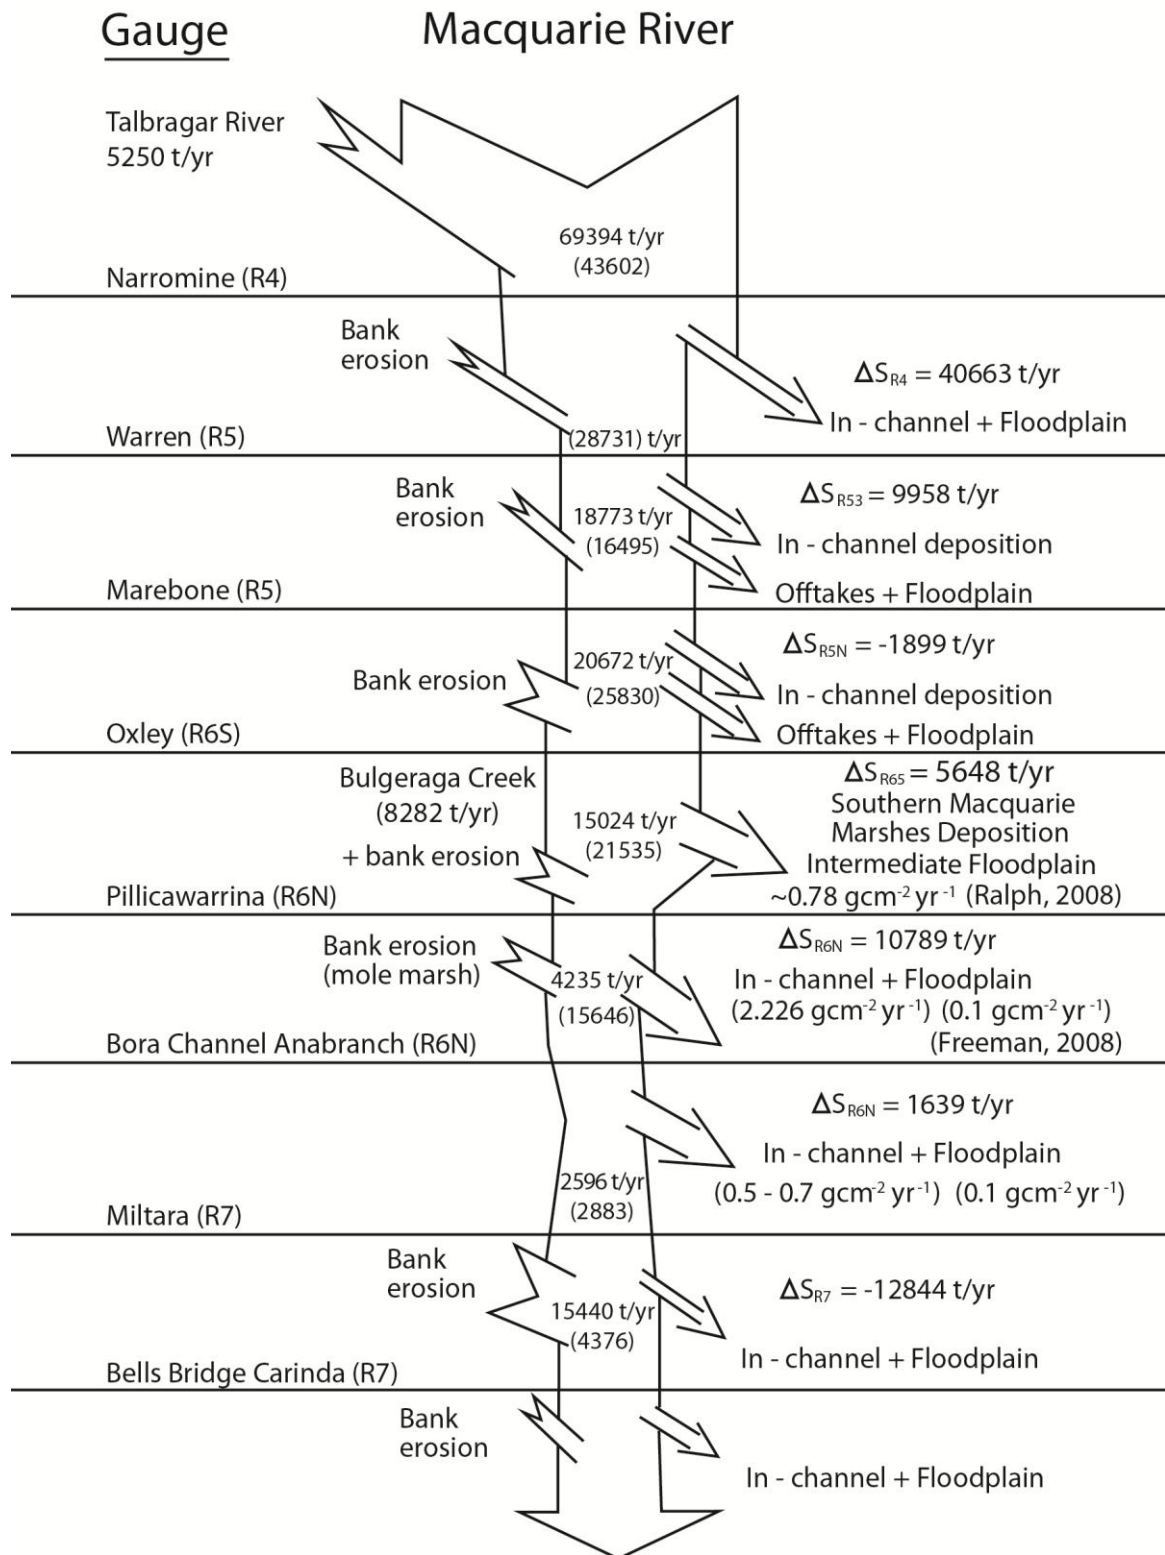 Gauge
Macquarie River
Talbragar River
5250 t/yr
69394 t/yr
(43602)
Narromine (R4)
Bank
erosion
ΔS_R4 = 40663 t/yr
In - channel + Floodplain
Warren (R5)
(28731) t/yr
Bank
erosion
18773 t/yr
(16495)
ΔS_R53 = 9958 t/yr
In - channel deposition
Offtakes + Floodplain
Marebone (R5)
Bank erosion
20672 t/yr
(25830)
ΔS_R5N = -1899 t/yr
In - channel deposition
Offtakes + Floodplain
Oxley (R6S)
Bulgeraga Creek
(8282 t/yr)
+ bank erosion
15024 t/yr
(21535)
ΔS_R65 = 5648 t/yr
Southern Macquarie
Marshes Deposition
Intermediate Floodplain
~0.78 gcm⁻² yr ⁻¹ (Ralph, 2008)
Pillicawarrina (R6N)
Bank erosion
(mole marsh)
4235 t/yr
(15646)
ΔS_R6N = 10789 t/yr
In - channel + Floodplain
(2.226 gcm⁻² yr ⁻¹) (0.1 gcm⁻² yr ⁻¹)
(Freeman, 2008)
Bora Channel Anabranch (R6N)
ΔS_R6N = 1639 t/yr
In - channel + Floodplain
(0.5 - 0.7 gcm⁻² yr ⁻¹) (0.1 gcm⁻² yr ⁻¹)
2596 t/yr
(2883)
Miltara (R7)
Bank
erosion
15440 t/yr
(4376)
ΔS_R7 = -12844 t/yr
In - channel + Floodplain
Bells Bridge Carinda (R7)
Bank
erosion
In - channel + Floodplain